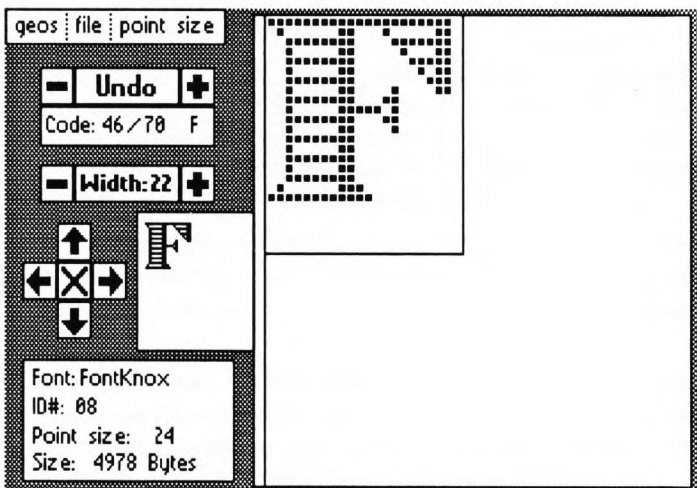 geos file point size
Undo
Code: 46/70 F
Width:22
Font: FontKnox
ID#: 08
Point size: 24
Size: 4978 Bytes